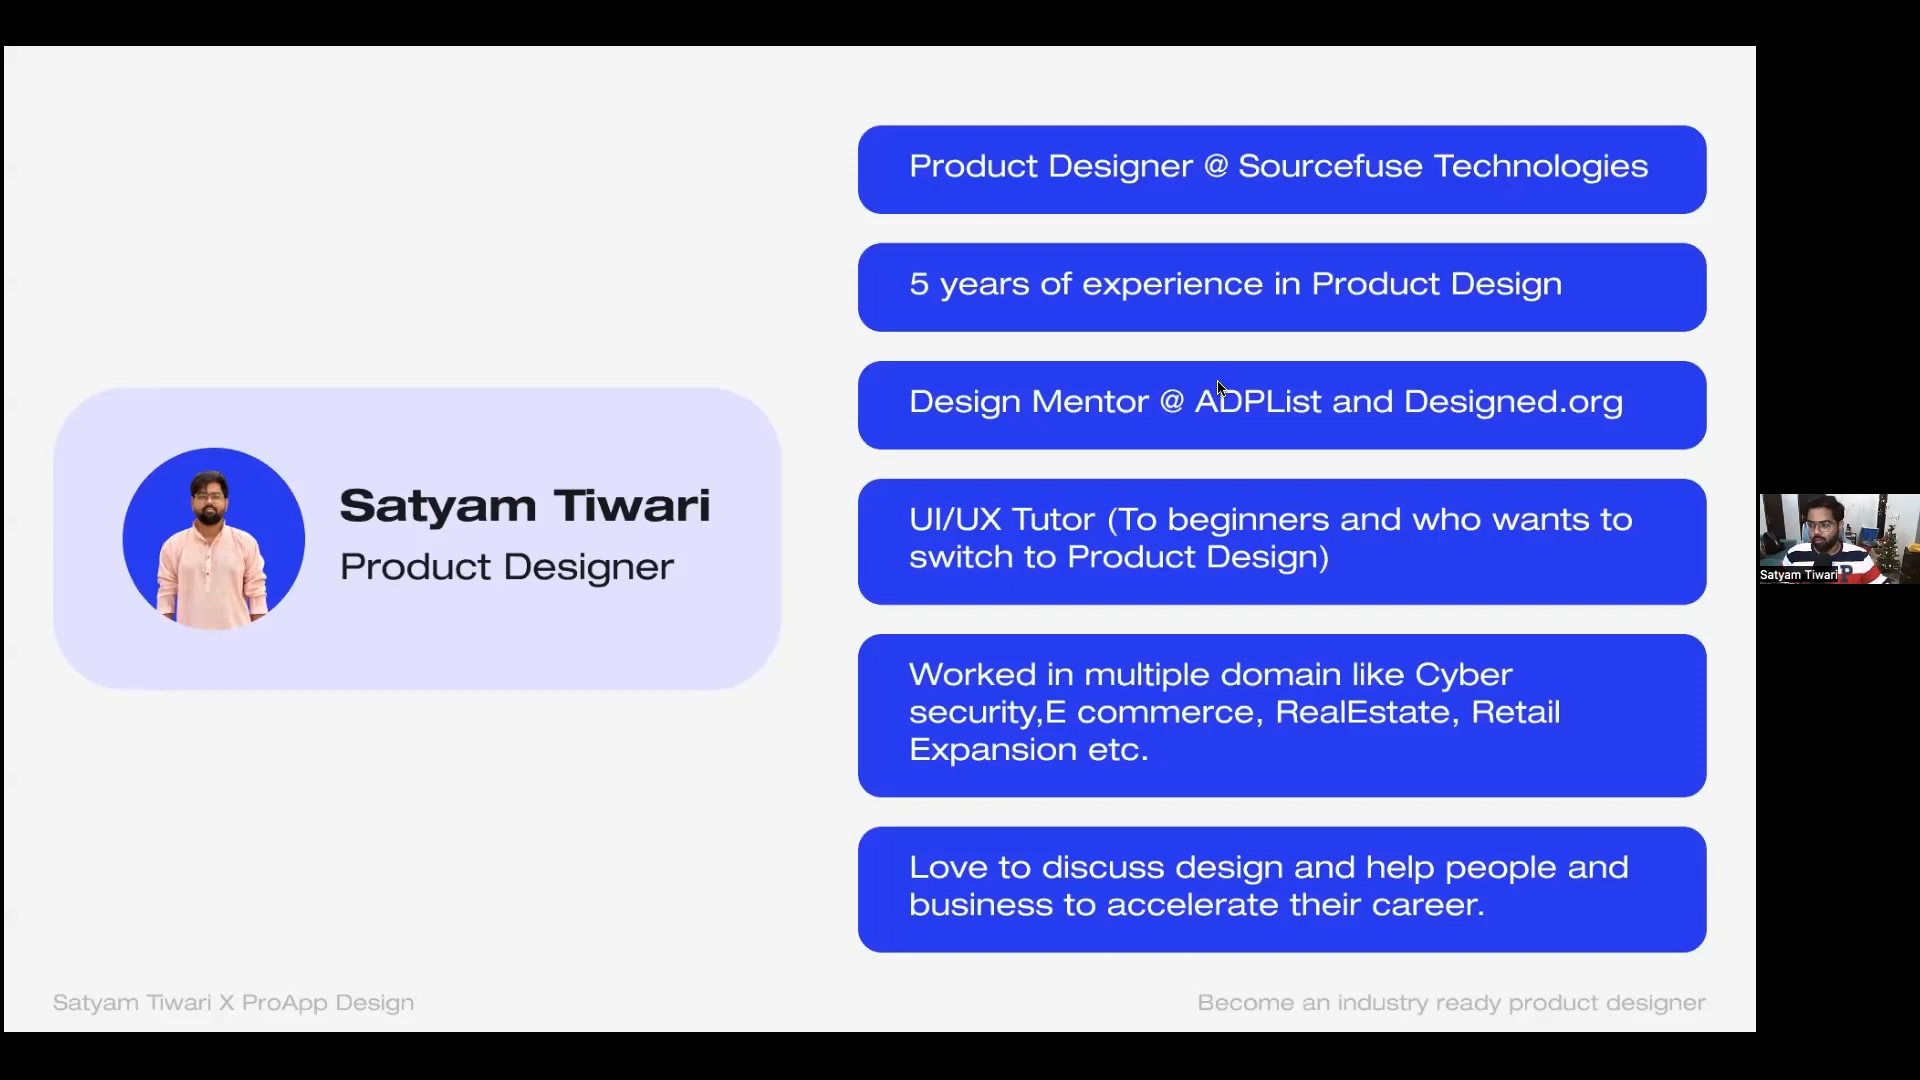 Product Designer @ Sourcefuse Technologies
5 years of experience in Product Design
Design Mentor @ ADPList and Designed.org
UI/UX Tutor (To beginners and who wants to
switch to Product Design)
Worked in multiple domain like Cyber
security,E commerce, RealEstate, Retail
Expansion etc.
Love to discuss design and help people and
business to accelerate their career.
Satyam Tiwari
Product Designer
Satyam Tiwari X ProApp Design
Become an industry ready product designer
Satyam Tiwari